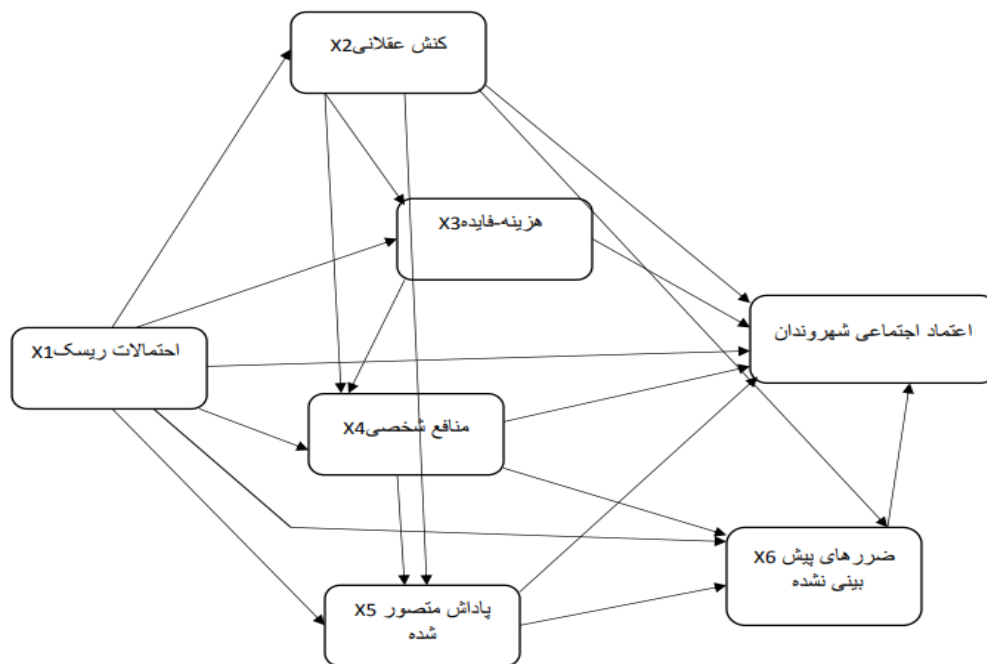 کنش عقلانیX2
هزینه-فایدهX3
اعتماد اجتماعی شهروندان
احتمالات ریسکX1
منافع شخصیX4
ضررهای پیش X6
بینی نشده
پاداش متصور X5
شده